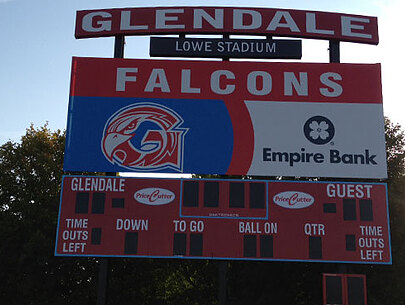 GLENDALE
LOWE STADIUM
FALCONS
G
Empire Bank
GLENDALE PriceCutter PriceCutter GUEST
DAKTRONICS
TIME OUTS LEFT DOWN TO GO BALL ON QTR TIME OUTS LEFT